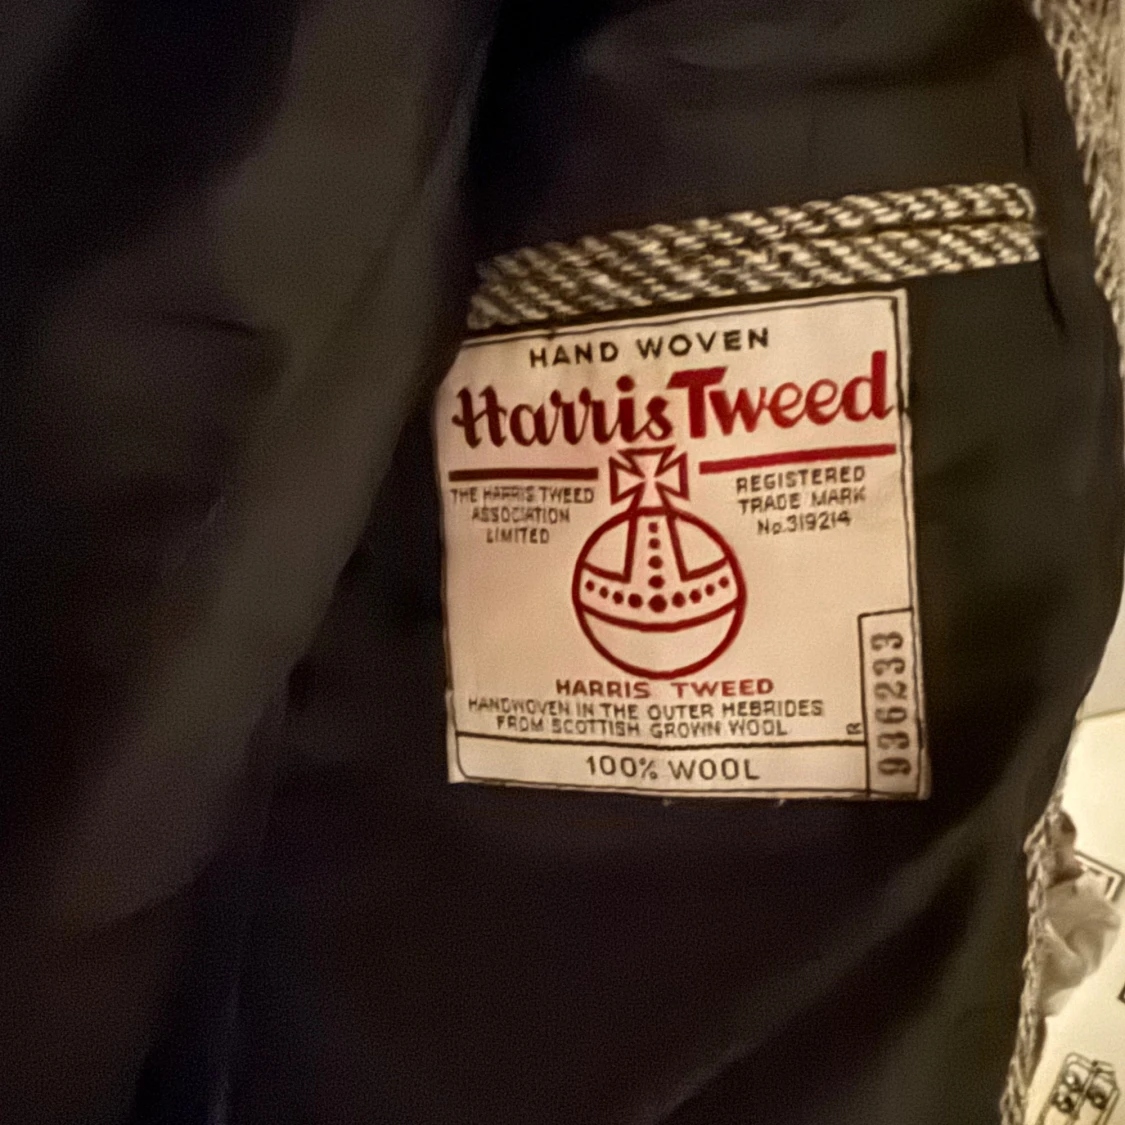 HAND WOVEN
Harris Tweed
THE HARRIS TWEED
ASSOCIATION
LIMITED
REGISTERED
TRADE MARK
No.319214
HARRIS TWEED
HANDWOVEN IN THE OUTER HEBRIDES
FROM SCOTTISH GROWN WOOL
100% WOOL
R
936233